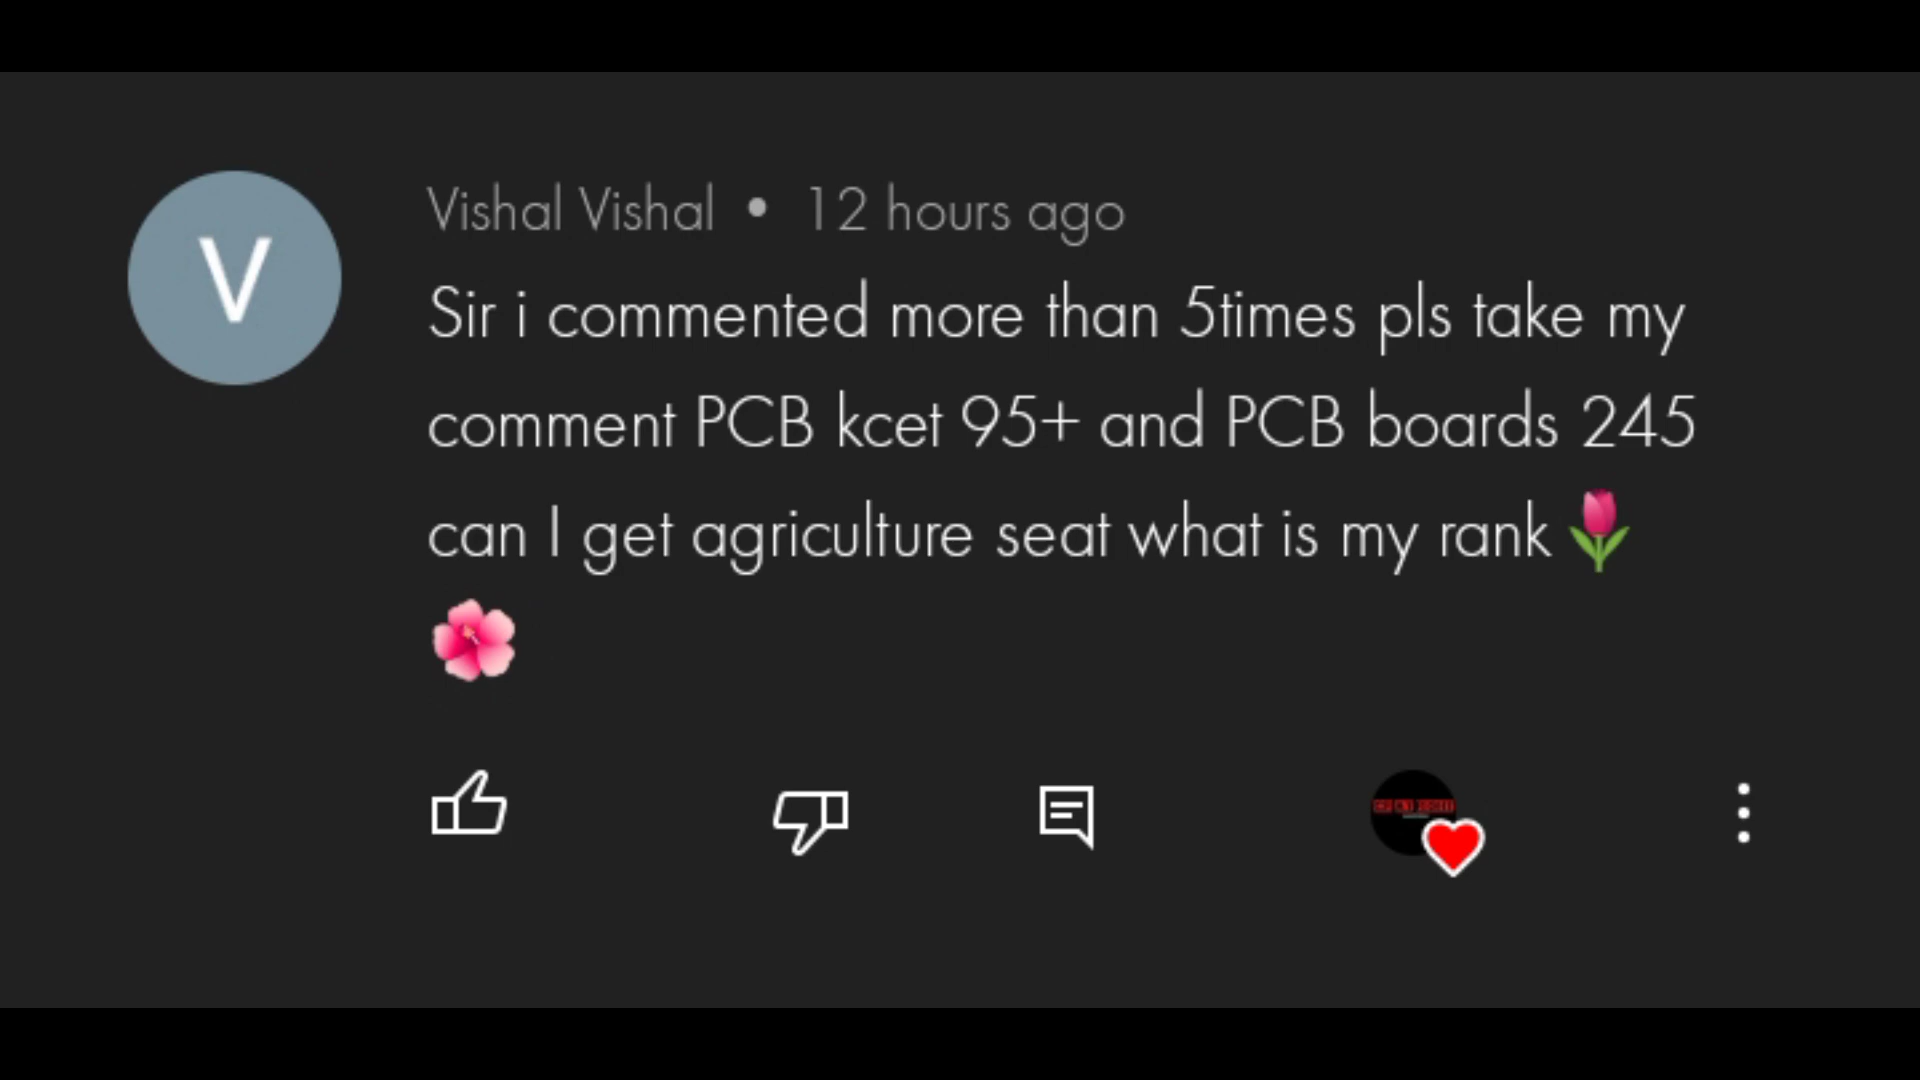 V
Vishal Vishal • 12 hours ago
Sir i commented more than 5times pls take my
comment PCB kcet 95+ and PCB boards 245
can I get agriculture seat what is my rank🌷
🌺